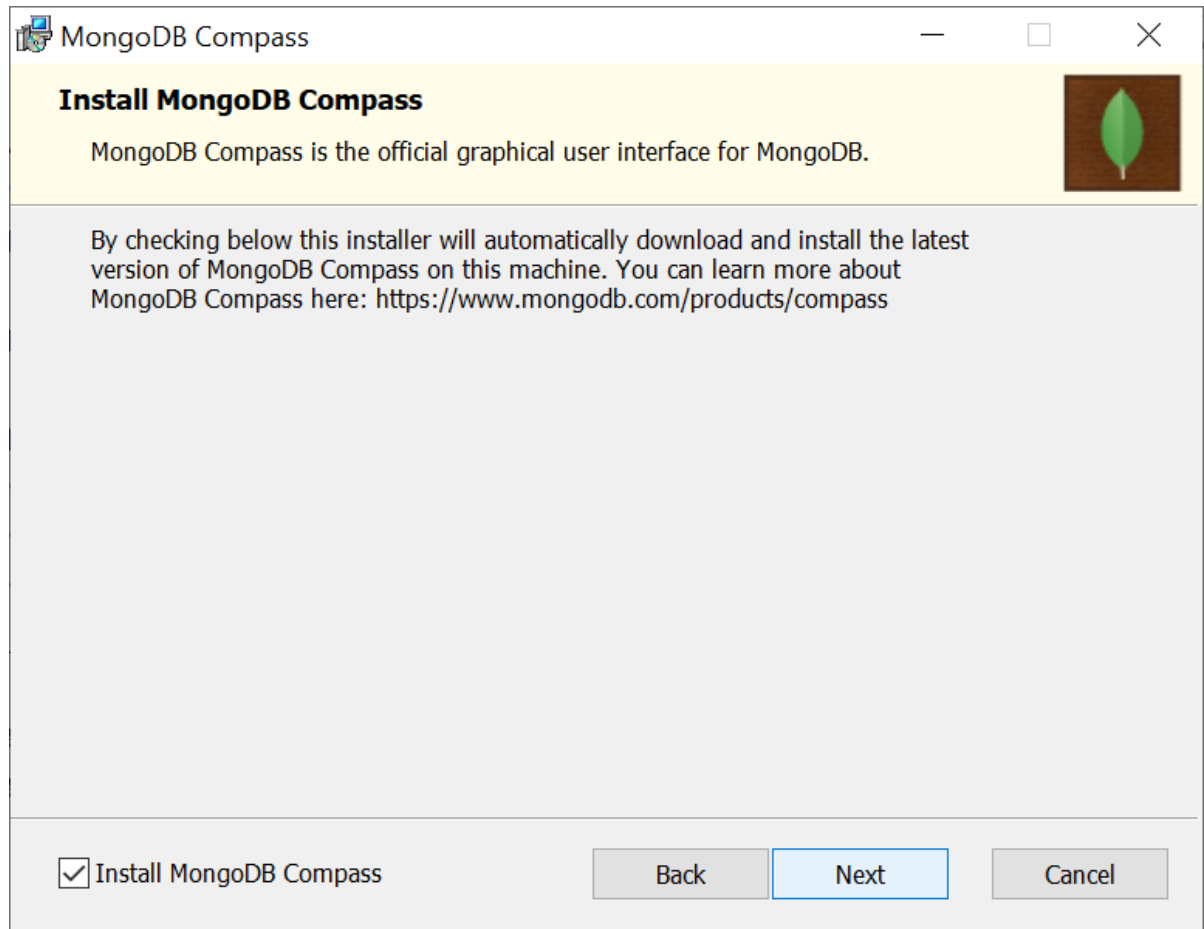 MongoDB Compass
Install MongoDB Compass
MongoDB Compass is the official graphical user interface for MongoDB.
By checking below this installer will automatically download and install the latest
version of MongoDB Compass on this machine. You can learn more about
MongoDB Compass here: https://www.mongodb.com/products/compass
Install MongoDB Compass Back Next Cancel